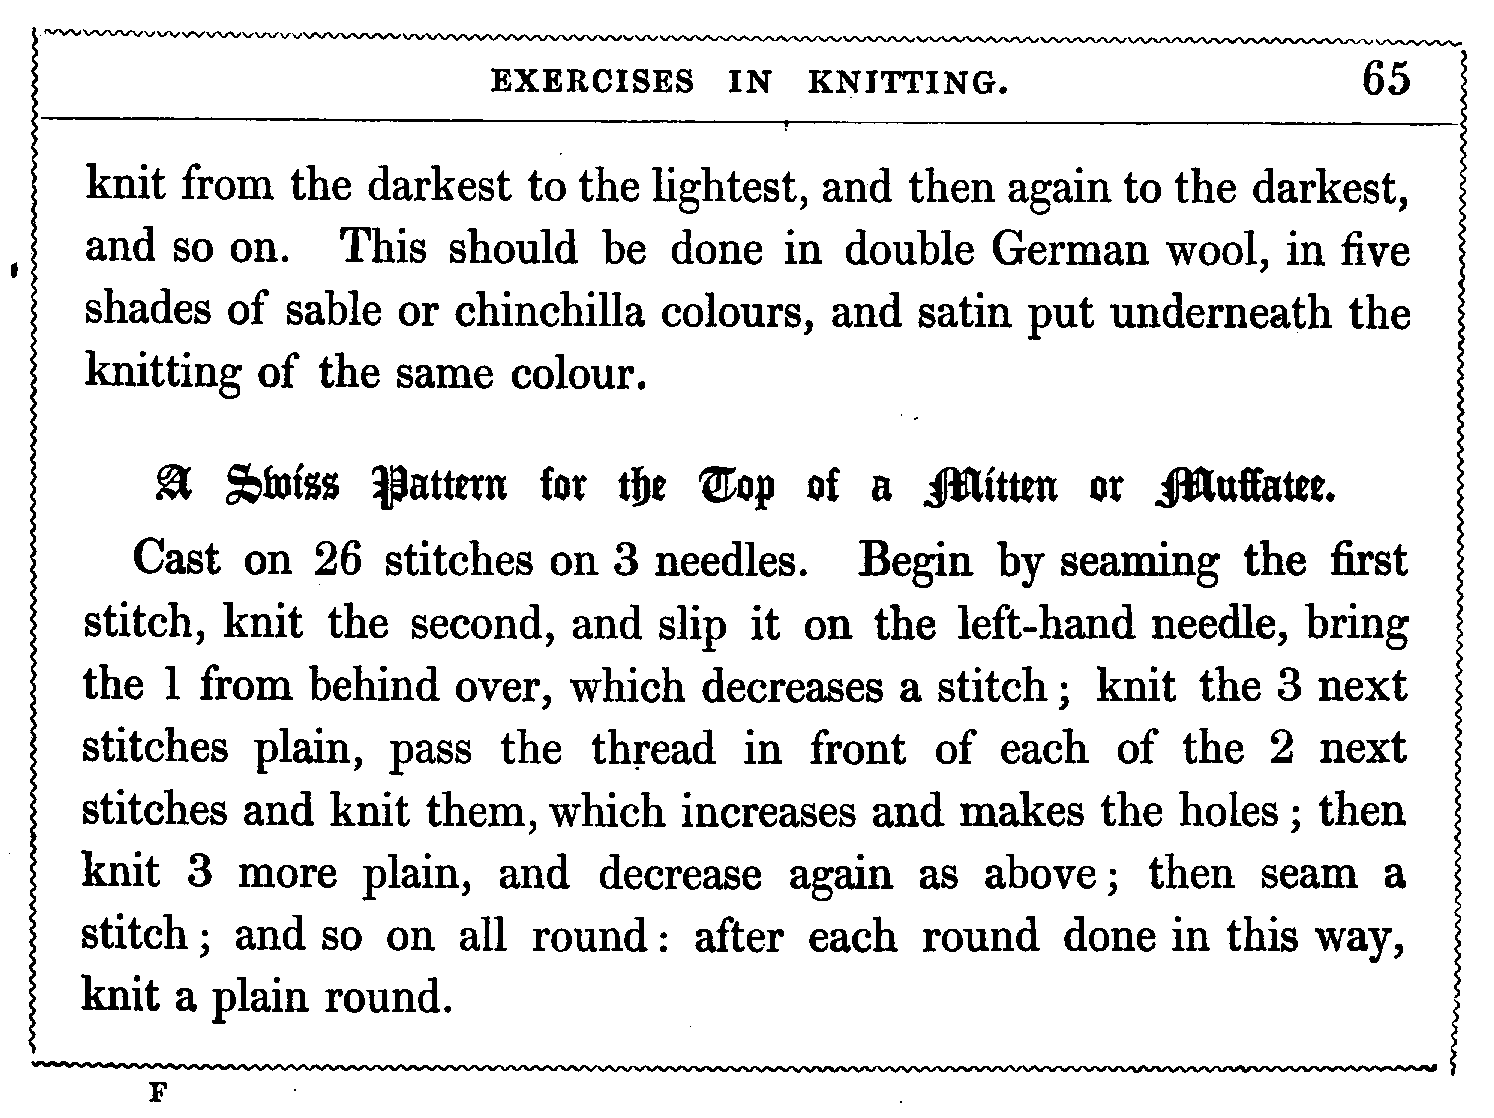 EXERCISES IN KNITTING. 65
knit from the darkest to the lightest, and then again to the darkest,
and so on. This should be done in double German wool, in five
shades of sable or chinchilla colours, and satin put underneath the
knitting of the same colour.
A Swiss Pattern for the Top of a Mitten or Muffatee.
Cast on 26 stitches on 3 needles. Begin by seaming the first
stitch, knit the second, and slip it on the left-hand needle, bring
the 1 from behind over, which decreases a stitch; knit the 3 next
stitches plain, pass the thread in front of each of the 2 next
stitches and knit them, which increases and makes the holes; then
knit 3 more plain, and decrease again as above; then seam a
stitch; and so on all round: after each round done in this way,
knit a plain round.
F